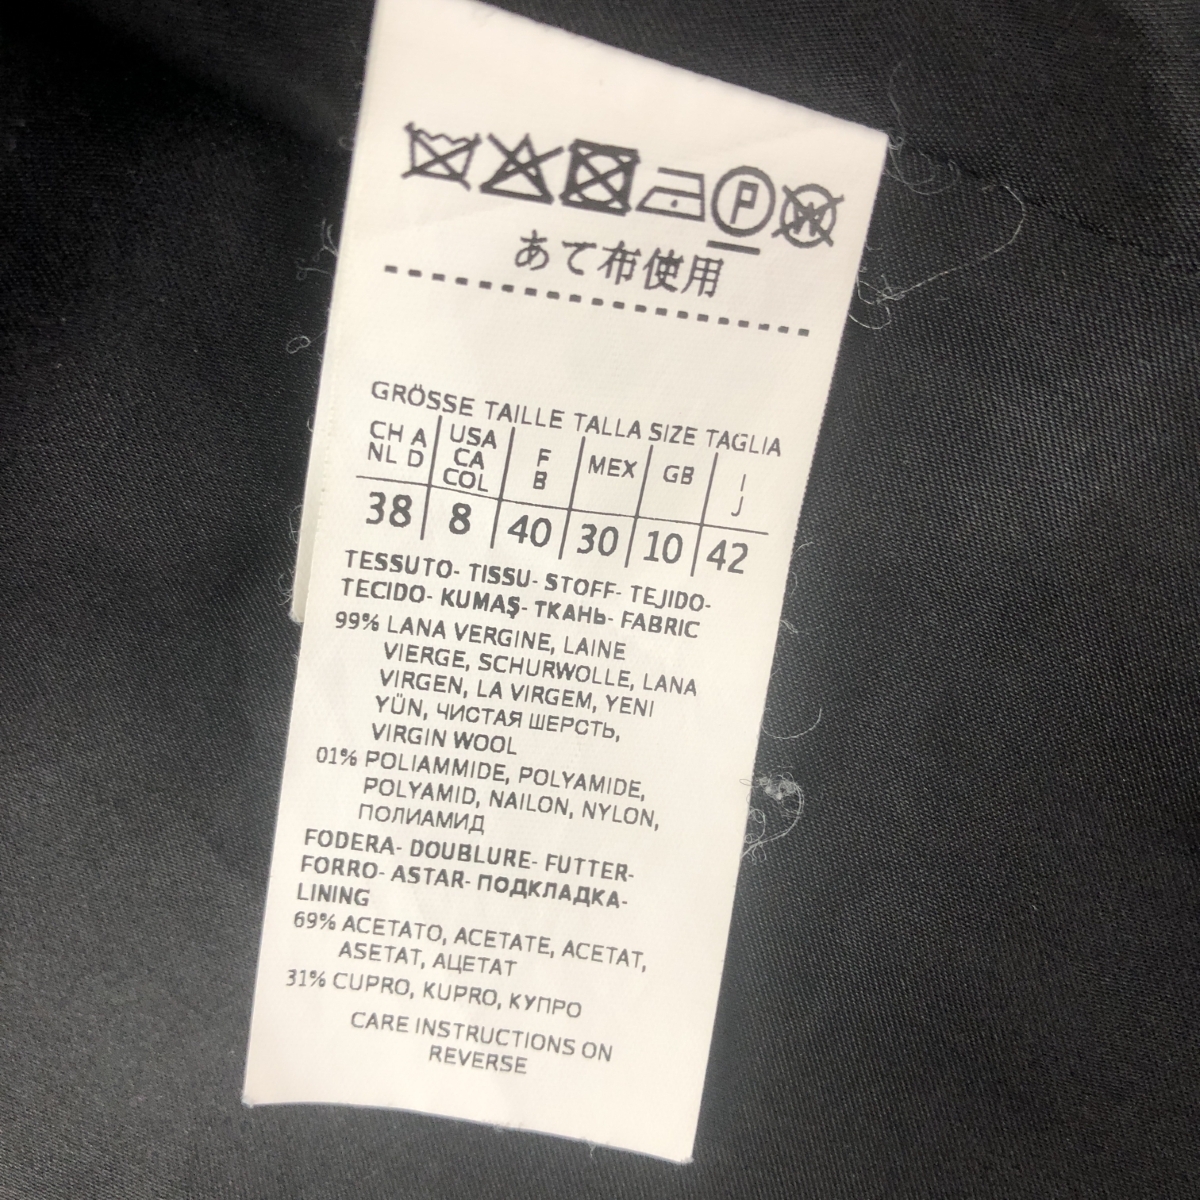 P W
あて布使用
GRÖSSE TAILLE TALLA SIZE TAGLIA
CH A NL D USA CA COL F B MEX GB I J
38 8 40 30 10 42
TESSUTO- TISSU- STOFF- TEJIDO-
TECIDO- KUMAŞ- ТКАНЬ- FABRIC
99% LANA VERGINE, LAINE
VIERGE, SCHURWOLLE, LANA
VIRGEN, LA VIRGEM, YENI
YÜN, ЧИСТАЯ ШЕРСТЬ,
VIRGIN WOOL
01% POLIAMMIDE, POLYAMIDE,
POLYAMID, NAILON, NYLON,
ПОЛИАМИД
FODERA- DOUBLURE- FUTTER-
FORRO- ASTAR- ПОДКЛАДКА-
LINING
69% ACETATO, ACETATE, ACETAT,
ASETAT, АЦЕТАТ
31% CUPRO, KUPRO, КУПРО
CARE INSTRUCTIONS ON
REVERSE